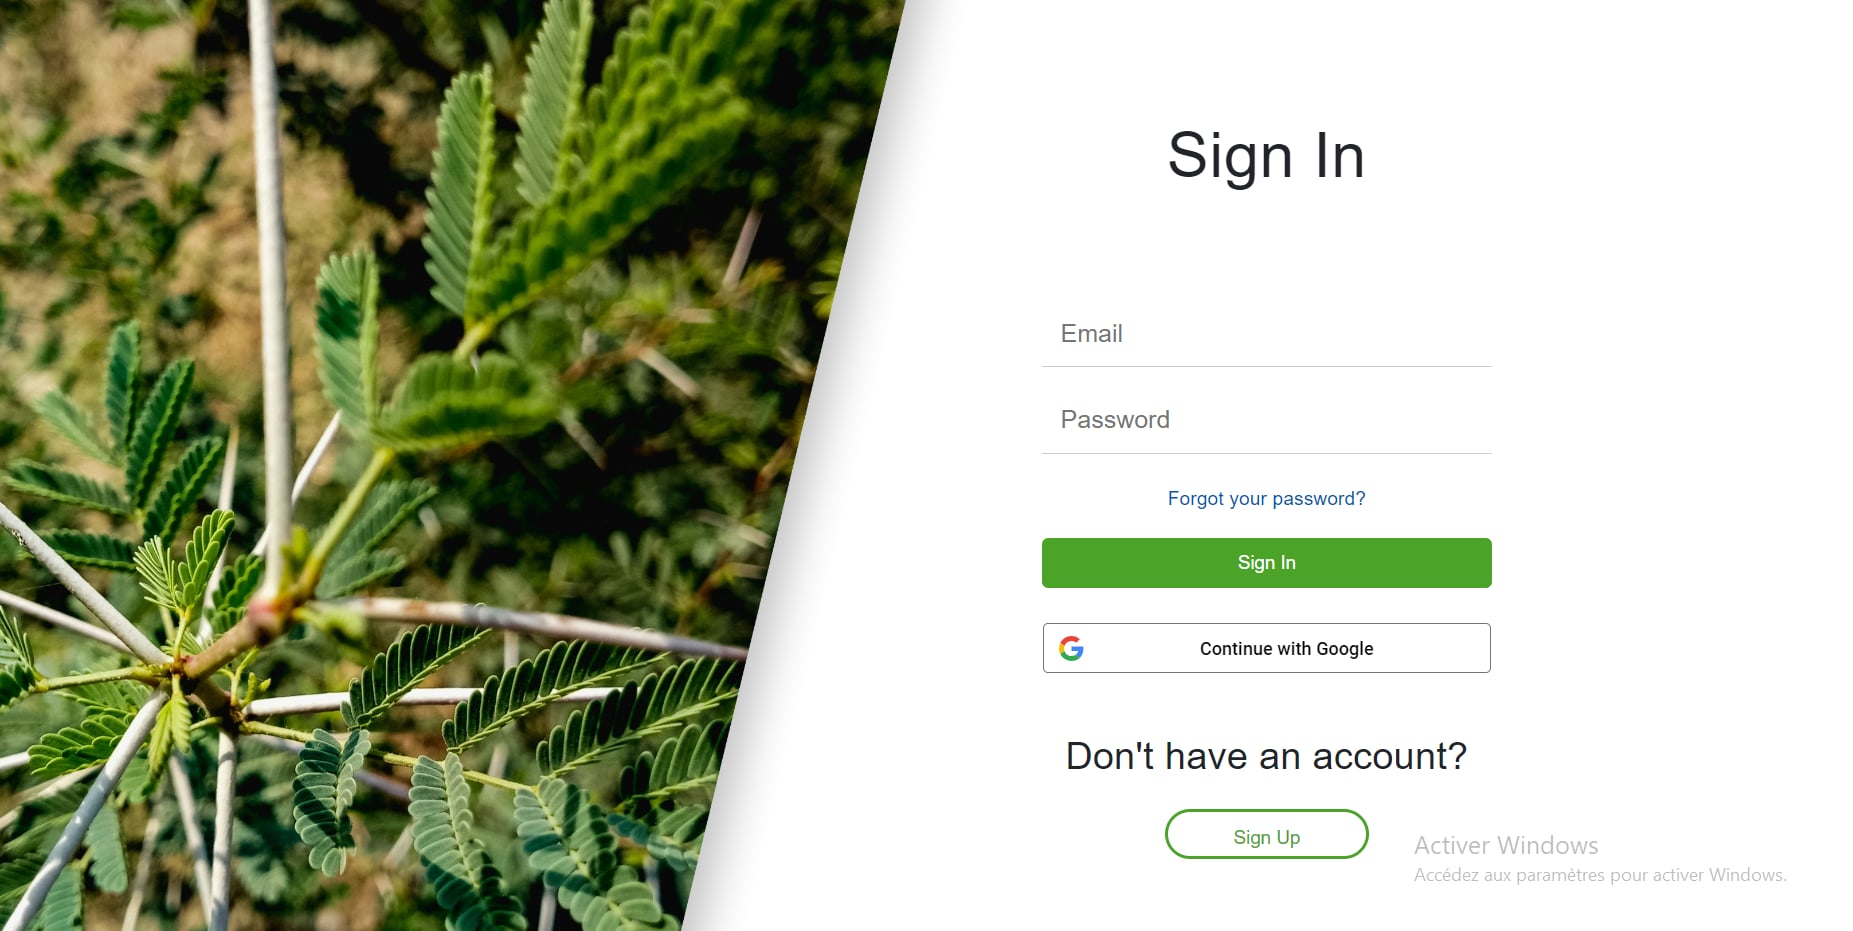 Sign In
Email
Password
Forgot your password?
Sign In
Continue with Google
Don't have an account?
Sign Up
Activer Windows
Accédez aux paramètres pour activer Windows.